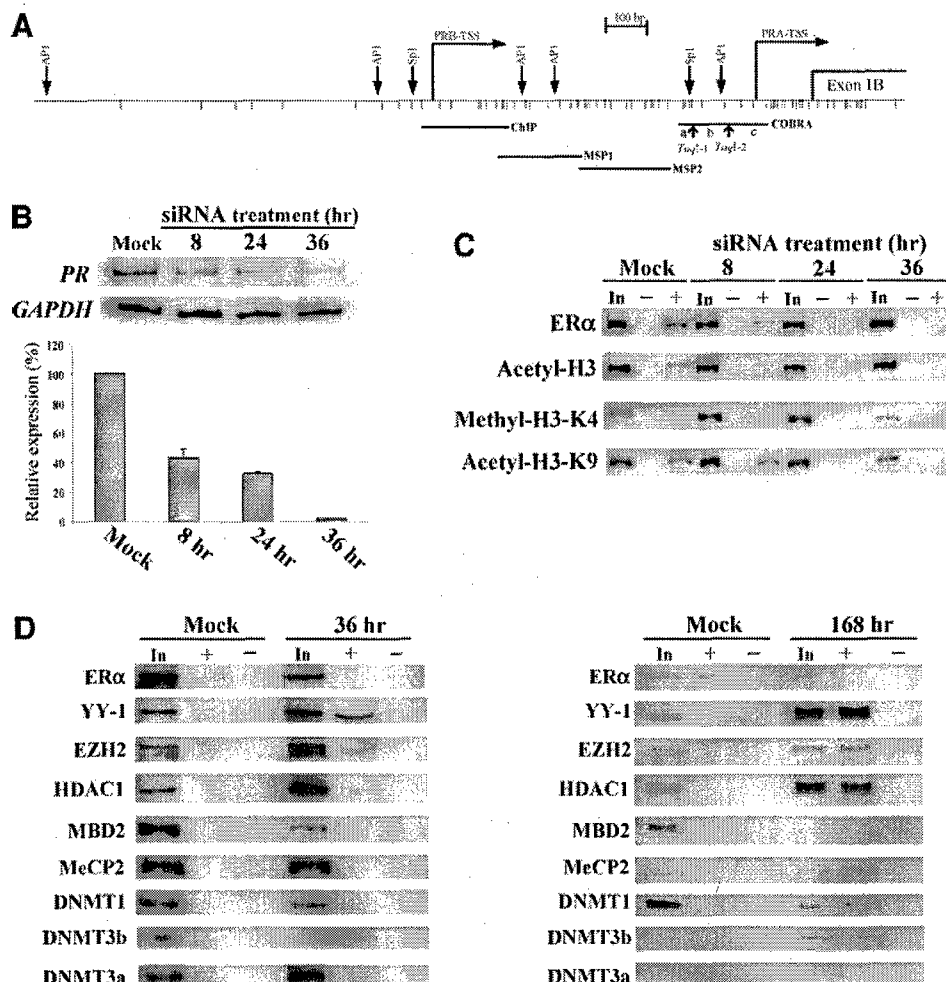 A
100 bp
AP1 AP1 Sp1 PRB-TSS AP1 AP1 Sp1 AP1 PRA-TSS
Exon IB
ChIP
a b c COBRA
MSP1
MSP2
B
siRNA treatment (hr)
Mock 8 24 36
PR
GAPDH
Relative expression (%)
120
100
80
60
40
20
0
Mock 8 hr 24 hr 36 hr
C
siRNA treatment (hr)
Mock 8 24 36
In − + In − + In − + In − +
ERα
Acetyl-H3
Methyl-H3-K4
Acetyl-H3-K9
D
Mock 36 hr
In + − In + −
ERα
YY-1
EZH2
HDAC1
MBD2
MeCP2
DNMT1
DNMT3b
DNMT3a
Mock 168 hr
In + − In + −
ERα
YY-1
EZH2
HDAC1
MBD2
MeCP2
DNMT1
DNMT3b
DNMT3a